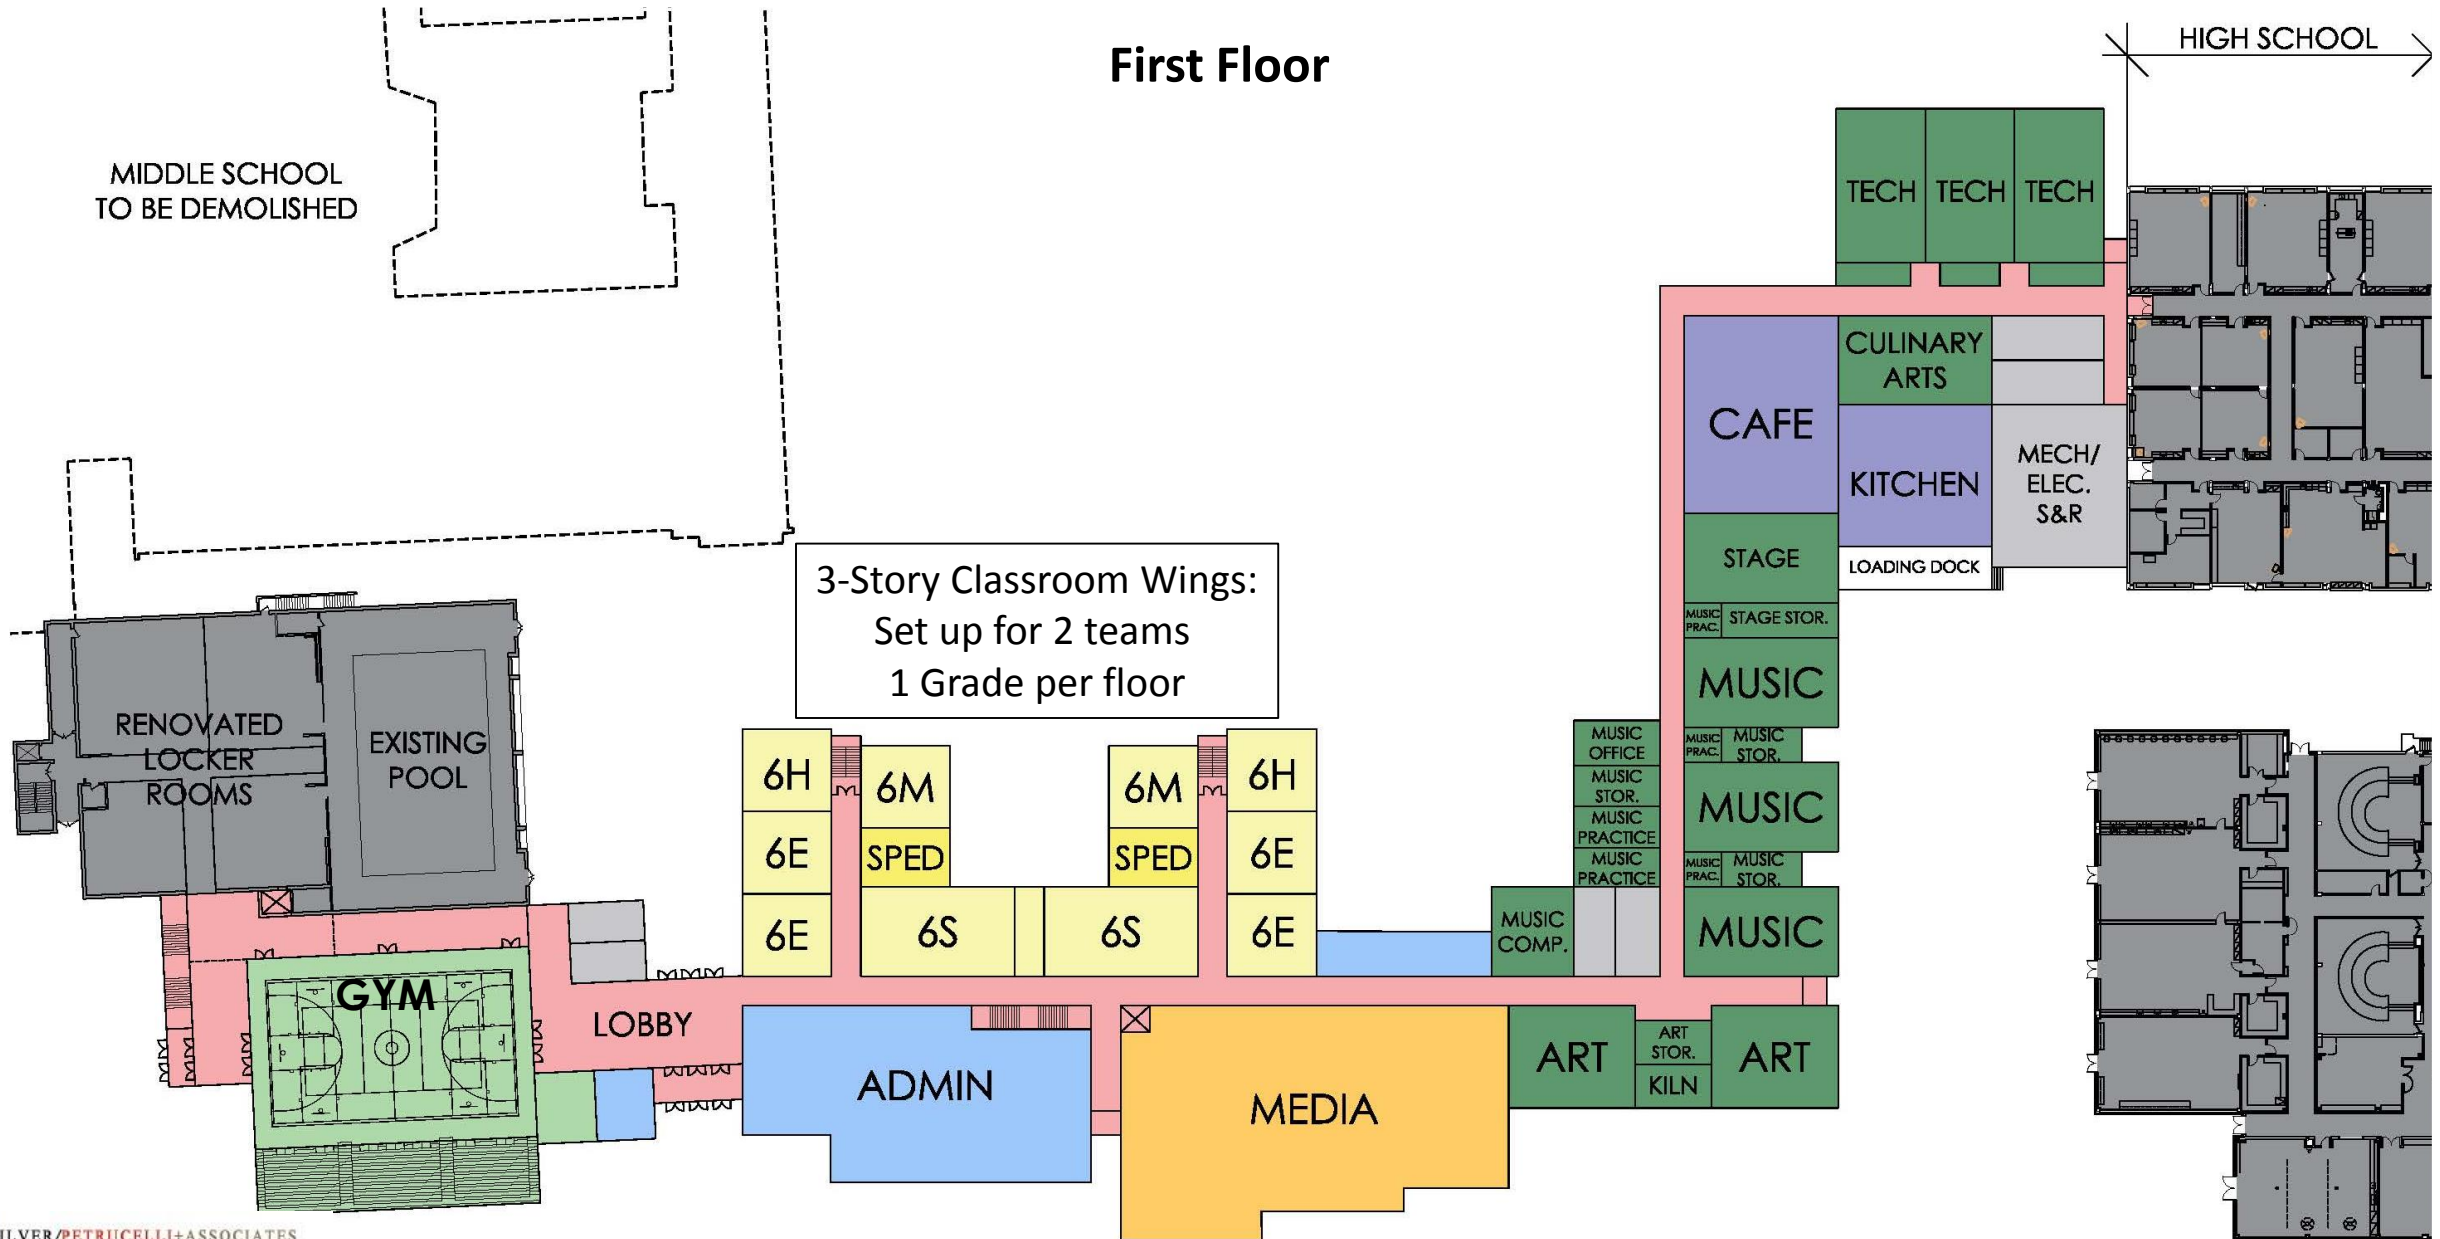 First Floor
HIGH SCHOOL
MIDDLE SCHOOL
TO BE DEMOLISHED
TECH
TECH
TECH
CULINARY
ARTS
CAFE
KITCHEN
MECH/
ELEC.
S&R
LOADING DOCK
STAGE
MUSIC
PRAC.
STAGE STOR.
MUSIC
3-Story Classroom Wings:
Set up for 2 teams
1 Grade per floor
RENOVATED
LOCKER
ROOMS
EXISTING
POOL
6H
6M
6M
6H
6E
SPED
SPED
6E
6E
6S
6S
6E
MUSIC
OFFICE
MUSIC
STOR.
MUSIC
PRACTICE
MUSIC
PRACTICE
MUSIC
PRAC.
MUSIC
STOR.
MUSIC
MUSIC
PRAC.
MUSIC
STOR.
MUSIC
COMP.
MUSIC
GYM
LOBBY
ADMIN
MEDIA
ART
ART
STOR.
KILN
ART
ILVER/PETRUCELLI+ASSOCIATES